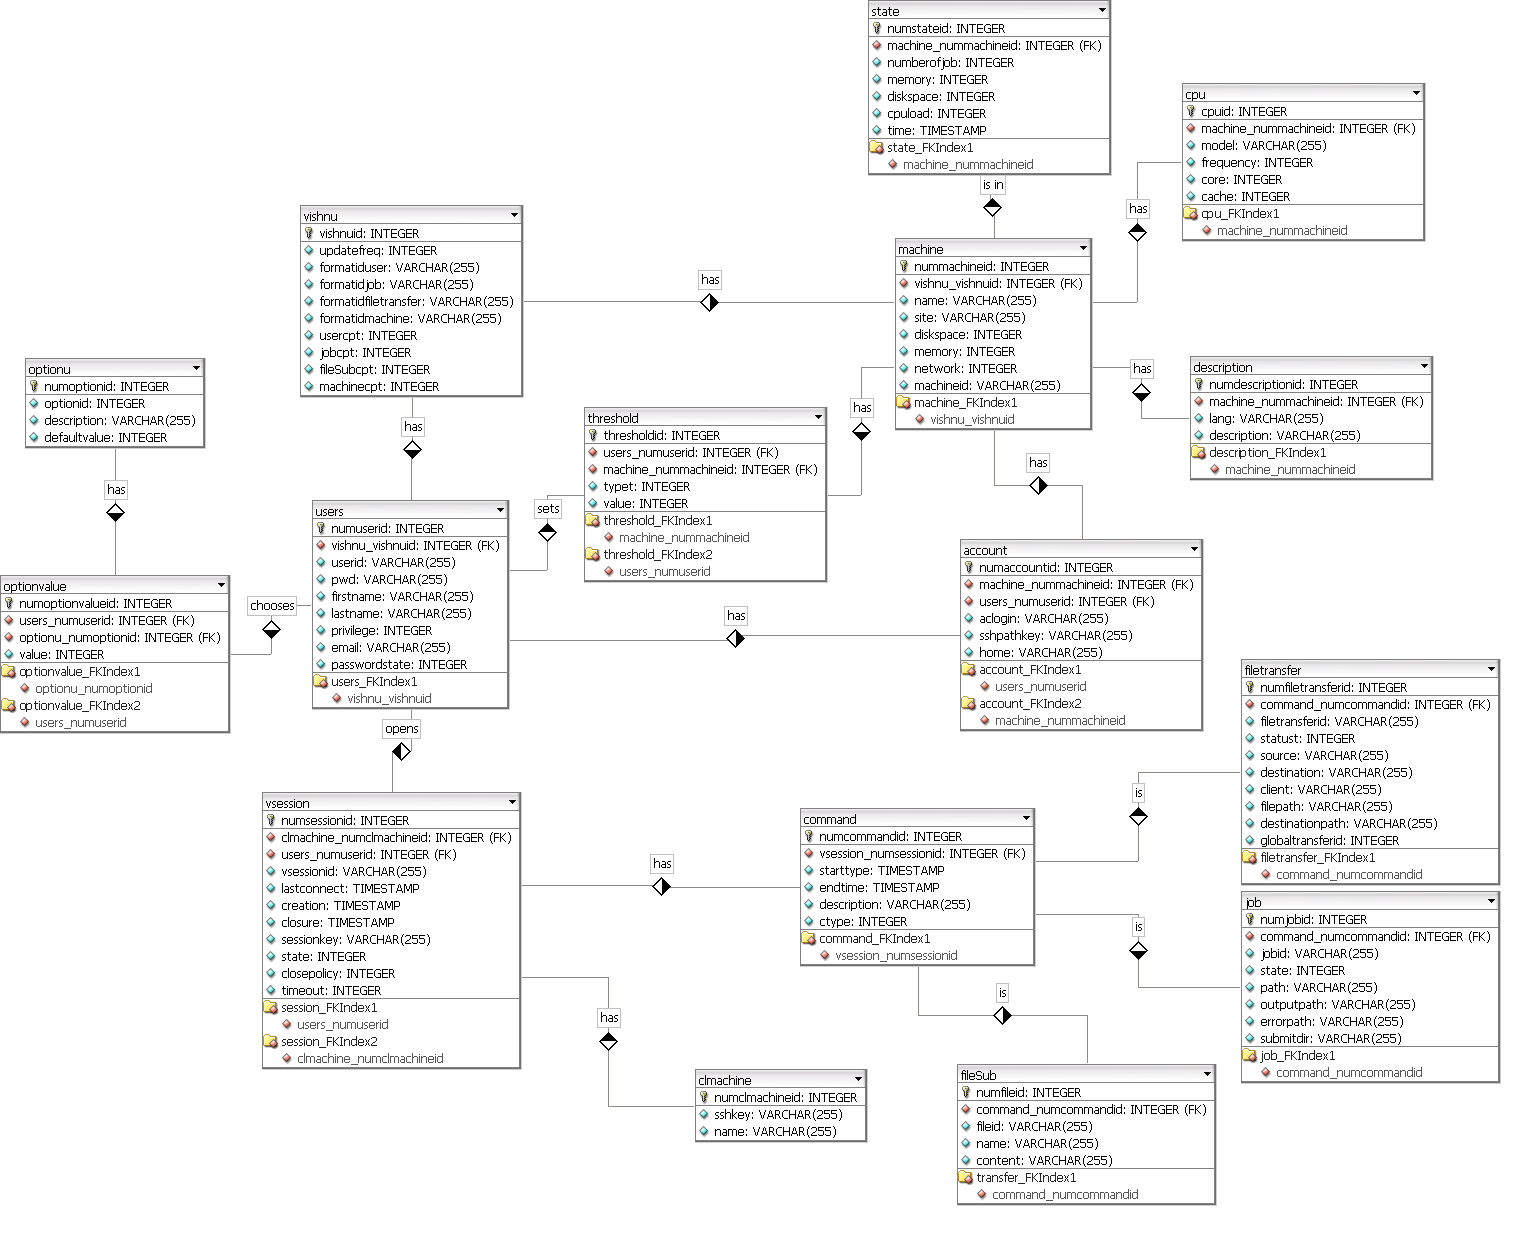 state
numstateid: INTEGER
machine_nummachineid: INTEGER (FK)
numberofjob: INTEGER
memory: INTEGER
diskspace: INTEGER
cpuload: INTEGER
time: TIMESTAMP
state_FKIndex1
machine_nummachineid
is in
cpu
cpuid: INTEGER
machine_nummachineid: INTEGER (FK)
model: VARCHAR(255)
frequency: INTEGER
core: INTEGER
cache: INTEGER
cpu_FKIndex1
machine_nummachineid
has
vishnu
vishnuid: INTEGER
updatefreq: INTEGER
formatiduser: VARCHAR(255)
formatidjob: VARCHAR(255)
formatidfiletransfer: VARCHAR(255)
formatidmachine: VARCHAR(255)
usercpt: INTEGER
jobcpt: INTEGER
fileSubcpt: INTEGER
machinecpt: INTEGER
has
machine
nummachineid: INTEGER
vishnu_vishnuid: INTEGER (FK)
name: VARCHAR(255)
site: VARCHAR(255)
diskspace: INTEGER
memory: INTEGER
network: INTEGER
machineid: VARCHAR(255)
machine_FKIndex1
vishnu_vishnuid
has
description
numdescriptionid: INTEGER
machine_nummachineid: INTEGER (FK)
lang: VARCHAR(255)
description: VARCHAR(255)
description_FKIndex1
machine_nummachineid
optionu
numoptionid: INTEGER
optionid: INTEGER
description: VARCHAR(255)
defaultvalue: INTEGER
has
has
threshold
thresholdid: INTEGER
users_numuserid: INTEGER (FK)
machine_nummachineid: INTEGER (FK)
typet: INTEGER
value: INTEGER
threshold_FKIndex1
machine_nummachineid
threshold_FKIndex2
users_numuserid
has
has
sets
users
numuserid: INTEGER
vishnu_vishnuid: INTEGER (FK)
userid: VARCHAR(255)
pwd: VARCHAR(255)
firstname: VARCHAR(255)
lastname: VARCHAR(255)
privilege: INTEGER
email: VARCHAR(255)
passwordstate: INTEGER
users_FKIndex1
vishnu_vishnuid
account
numaccountid: INTEGER
machine_nummachineid: INTEGER (FK)
users_numuserid: INTEGER (FK)
aclogin: VARCHAR(255)
sshpathkey: VARCHAR(255)
home: VARCHAR(255)
account_FKIndex1
users_numuserid
account_FKIndex2
machine_nummachineid
has
optionvalue
numoptionvalueid: INTEGER
users_numuserid: INTEGER (FK)
optionu_numoptionid: INTEGER (FK)
value: INTEGER
optionvalue_FKIndex1
optionu_numoptionid
optionvalue_FKIndex2
users_numuserid
chooses
opens
filetransfer
numfiletransferid: INTEGER
command_numcommandid: INTEGER (FK)
filetransferid: VARCHAR(255)
statust: INTEGER
source: VARCHAR(255)
destination: VARCHAR(255)
client: VARCHAR(255)
filepath: VARCHAR(255)
destinationpath: VARCHAR(255)
globaltransferid: INTEGER
filetransfer_FKIndex1
command_numcommandid
is
vsession
numsessionid: INTEGER
clmachine_numclmachineid: INTEGER (FK)
users_numuserid: INTEGER (FK)
vsessionid: VARCHAR(255)
lastconnect: TIMESTAMP
creation: TIMESTAMP
closure: TIMESTAMP
sessionkey: VARCHAR(255)
state: INTEGER
closepolicy: INTEGER
timeout: INTEGER
session_FKIndex1
users_numuserid
session_FKIndex2
clmachine_numclmachineid
has
command
numcommandid: INTEGER
vsession_numsessionid: INTEGER (FK)
starttype: TIMESTAMP
endtime: TIMESTAMP
description: VARCHAR(255)
ctype: INTEGER
command_FKIndex1
vsession_numsessionid
is
job
numjobid: INTEGER
command_numcommandid: INTEGER (FK)
jobid: VARCHAR(255)
state: INTEGER
path: VARCHAR(255)
outputpath: VARCHAR(255)
errorpath: VARCHAR(255)
submitdir: VARCHAR(255)
job_FKIndex1
command_numcommandid
is
has
clmachine
numclmachineid: INTEGER
sshkey: VARCHAR(255)
name: VARCHAR(255)
fileSub
numfileid: INTEGER
command_numcommandid: INTEGER (FK)
fileid: VARCHAR(255)
name: VARCHAR(255)
content: VARCHAR(255)
transfer_FKIndex1
command_numcommandid